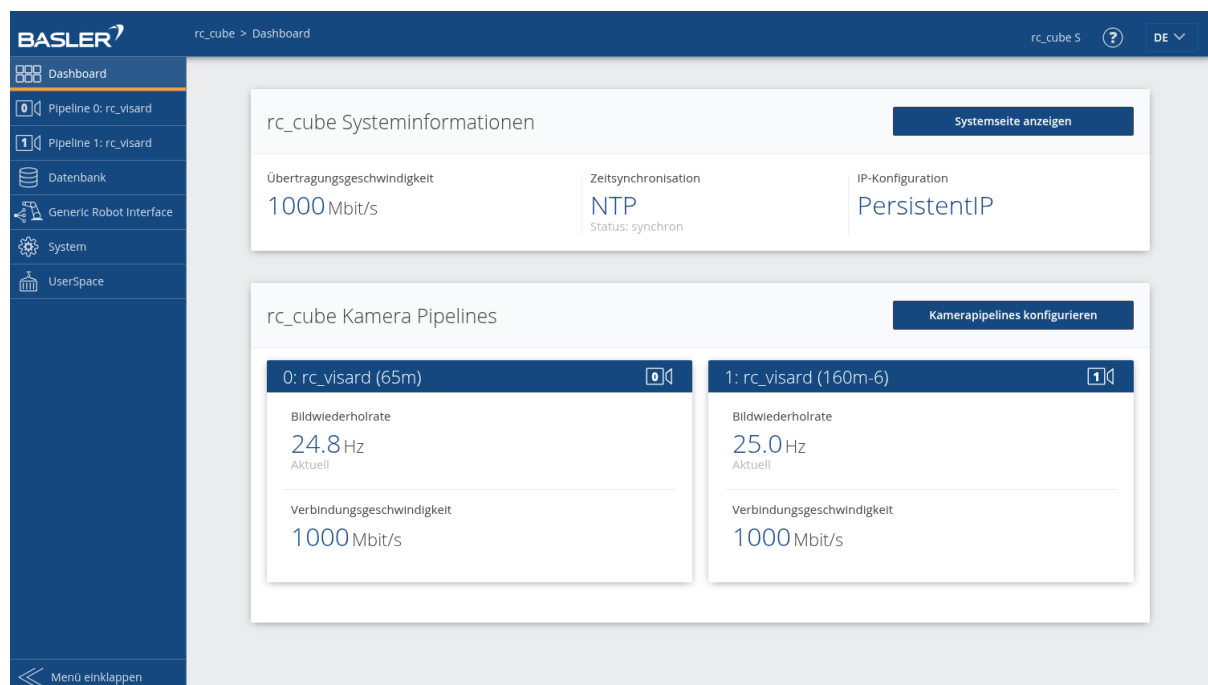 BASLER
rc_cube > Dashboard
rc_cube S
?
DE
Dashboard
0 Pipeline 0: rc_visard
1 Pipeline 1: rc_visard
Datenbank
Generic Robot Interface
System
UserSpace
Menü einklappen
rc_cube Systeminformationen
Systemseite anzeigen
Übertragungsgeschwindigkeit
1000 Mbit/s
Zeitsynchronisation
NTP
Status: synchron
IP-Konfiguration
PersistentIP
rc_cube Kamera Pipelines
Kamerapipelines konfigurieren
0: rc_visard (65m) 0
Bildwiederholrate
24.8 Hz
Aktuell
Verbindungsgeschwindigkeit
1000 Mbit/s
1: rc_visard (160m-6) 1
Bildwiederholrate
25.0 Hz
Aktuell
Verbindungsgeschwindigkeit
1000 Mbit/s